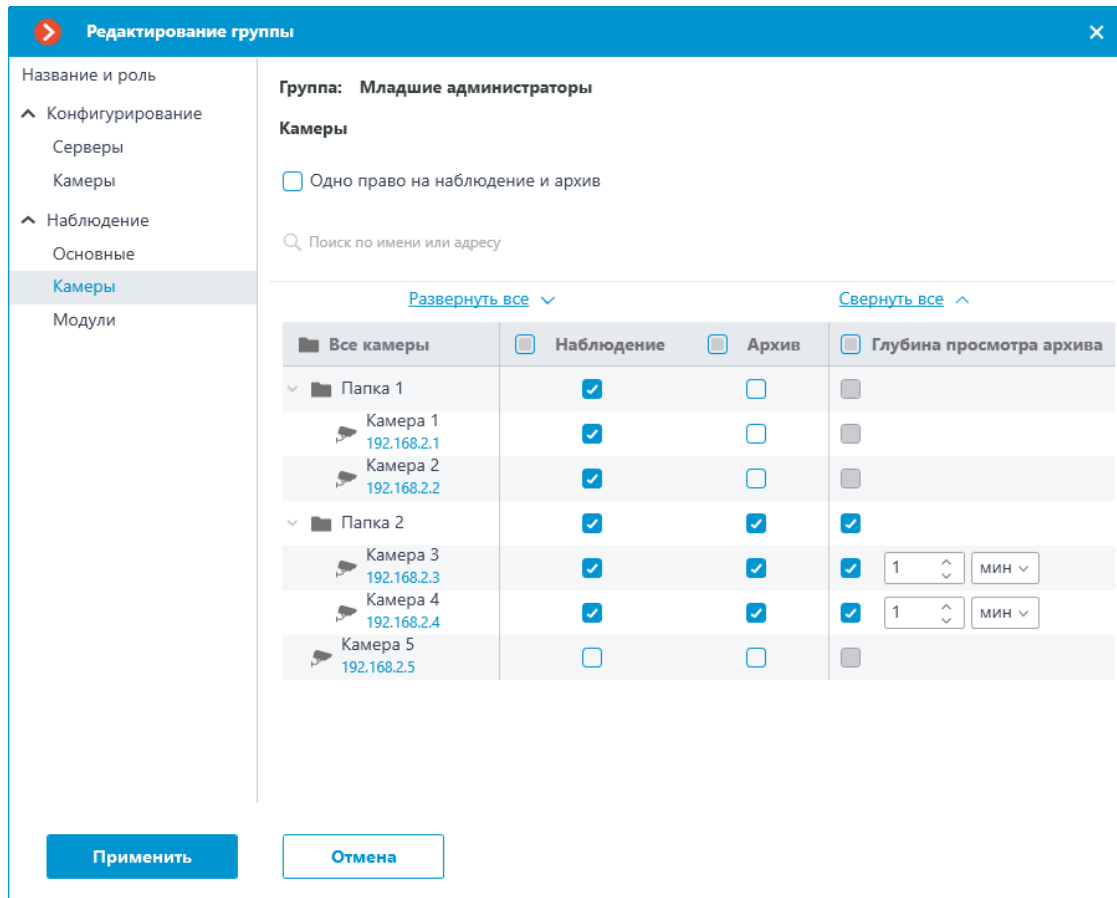 Редактирование группы
Название и роль
Конфигурирование
Серверы
Камеры
Наблюдение
Основные
Камеры
Модули
Группа: Младшие администраторы
Камеры
Одно право на наблюдение и архив
Поиск по имени или адресу
Развернуть все Свернуть все
Все камеры Наблюдение Архив Глубина просмотра архива
Папка 1
Камера 1
192.168.2.1
Камера 2
192.168.2.2
Папка 2
Камера 3
192.168.2.3
1 мин
Камера 4
192.168.2.4
1 мин
Камера 5
192.168.2.5
Применить Отмена